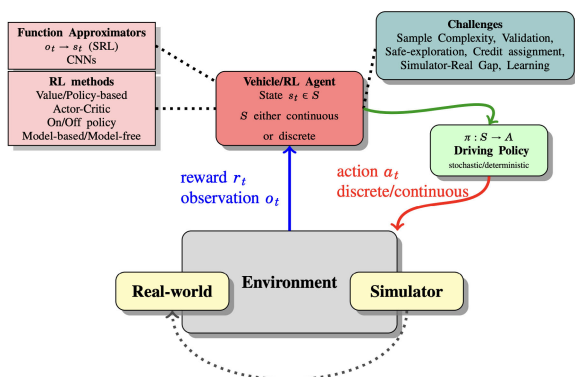 Function Approximators
o_t → s_t (SRL)
CNNs
RL methods
Value/Policy-based
Actor-Critic
On/Off policy
Model-based/Model-free
Vehicle/RL Agent
State s_t ∈ S
S either continuous
or discrete
Challenges
Sample Complexity, Validation,
Safe-exploration, Credit assignment,
Simulator-Real Gap, Learning
π : S → A
Driving Policy
stochastic/deterministic
reward r_t
observation o_t
action a_t
discrete/continuous
Environment
Real-world
Simulator